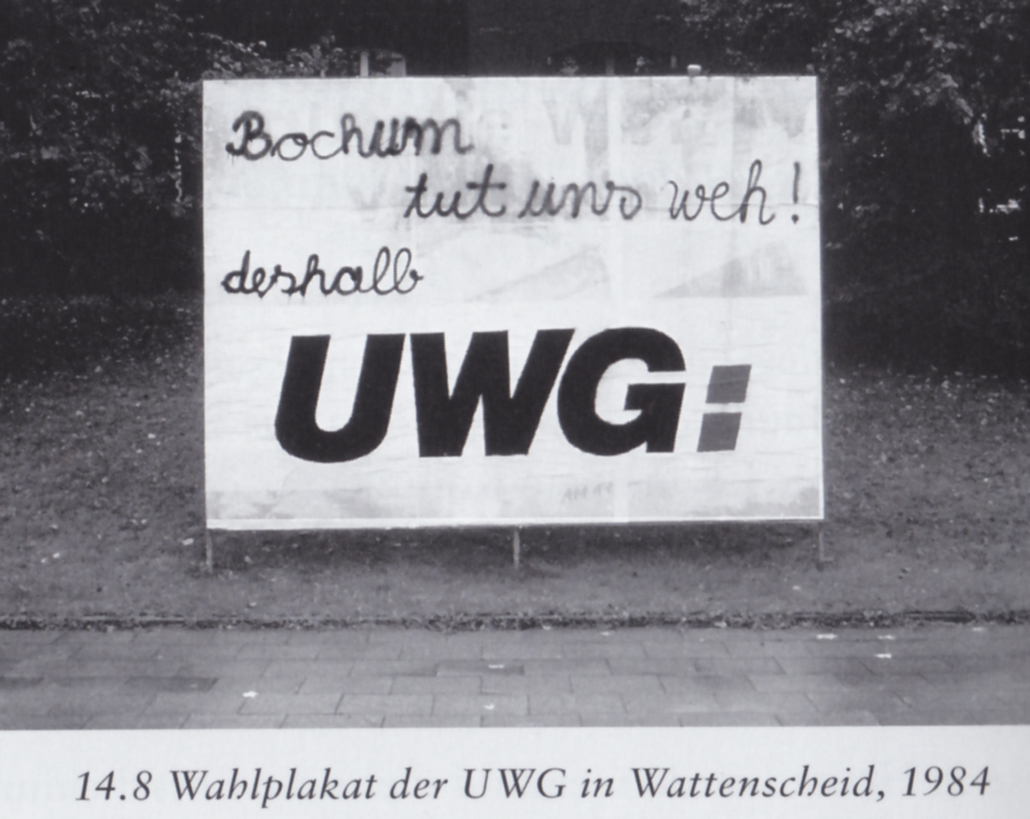 Bochum
tut uns weh!
deshalb
UWG:
14.8 Wahlplakat der UWG in Wattenscheid, 1984